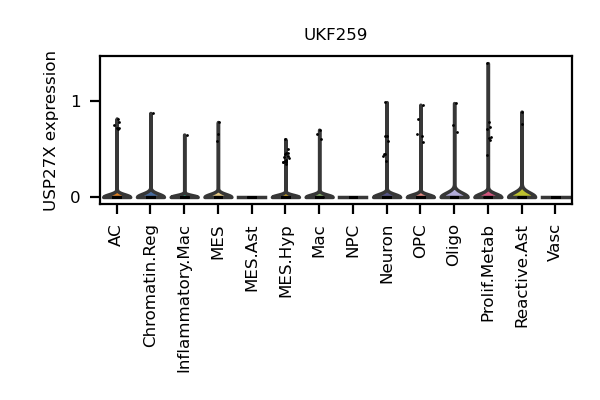 UKF259
USP27X expression
1
0
AC
Chromatin.Reg
Inflammatory.Mac
MES
MES.Ast
MES.Hyp
Mac
NPC
Neuron
OPC
Oligo
Prolif.Metab
Reactive.Ast
Vasc